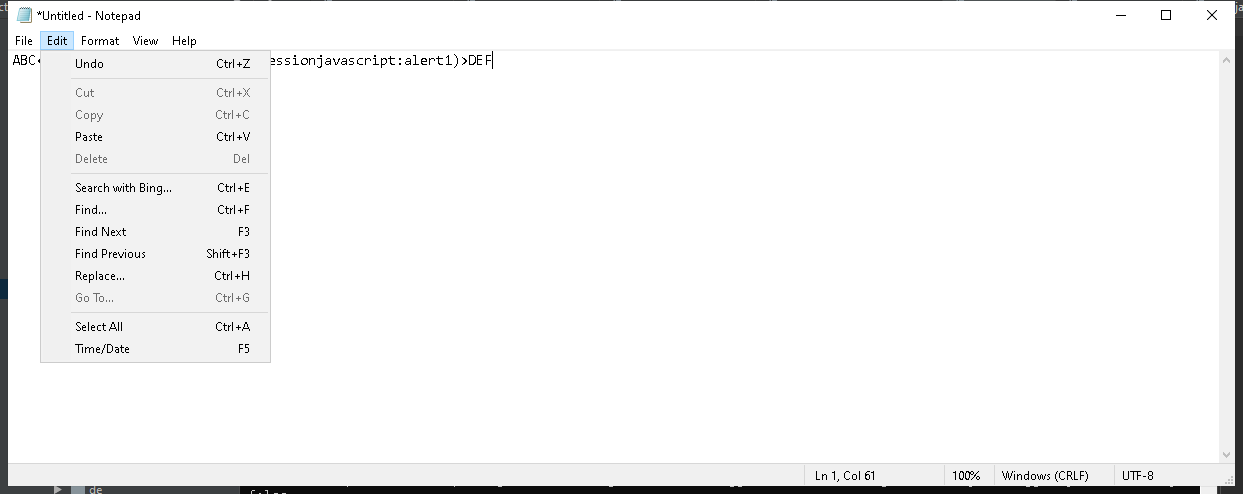 *Untitled - Notepad
File Edit Format View Help
ABC
essionjavascript:alert1)>DEF
Undo Ctrl+Z
Cut Ctrl+X
Copy Ctrl+C
Paste Ctrl+V
Delete Del
Search with Bing... Ctrl+E
Find... Ctrl+F
Find Next F3
Find Previous Shift+F3
Replace... Ctrl+H
Go To... Ctrl+G
Select All Ctrl+A
Time/Date F5
Ln 1, Col 61 100% Windows (CRLF) UTF-8
de